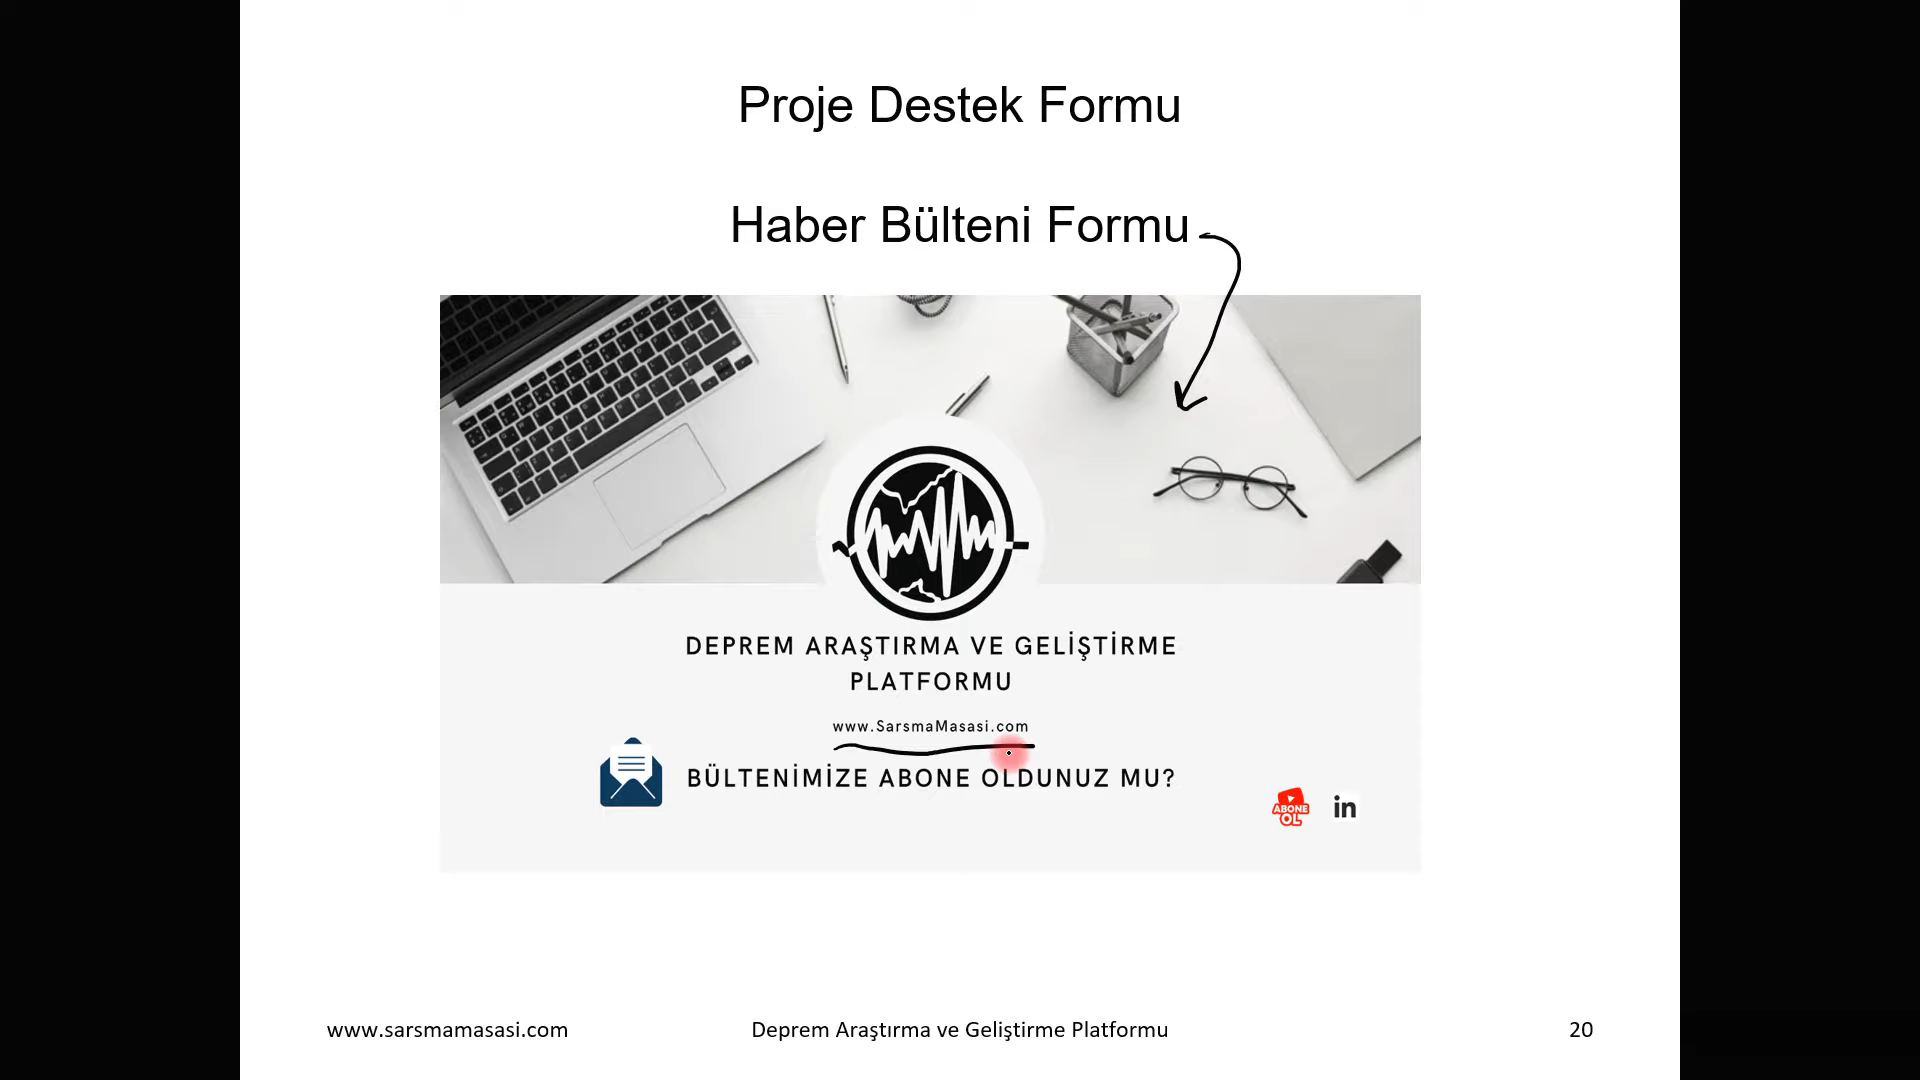 Proje Destek Formu
Haber Bülteni Formu
DEPREM ARAŞTIRMA VE GELİŞTİRME
PLATFORMU
www.SarsmaMasasi.com
BÜLTENİMİZE ABONE OLDUNUZ MU?
ABONE
OL
in
www.sarsmamasasi.com
Deprem Araştırma ve Geliştirme Platformu
20